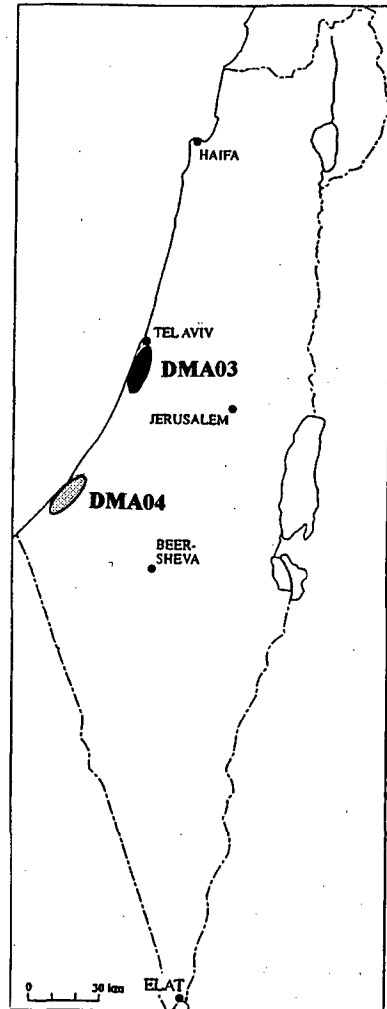 HAIFA
TEL AVIV
DMA03
JERUSALEM
DMA04
BEER-
SHEVA
0 30 km
ELAT